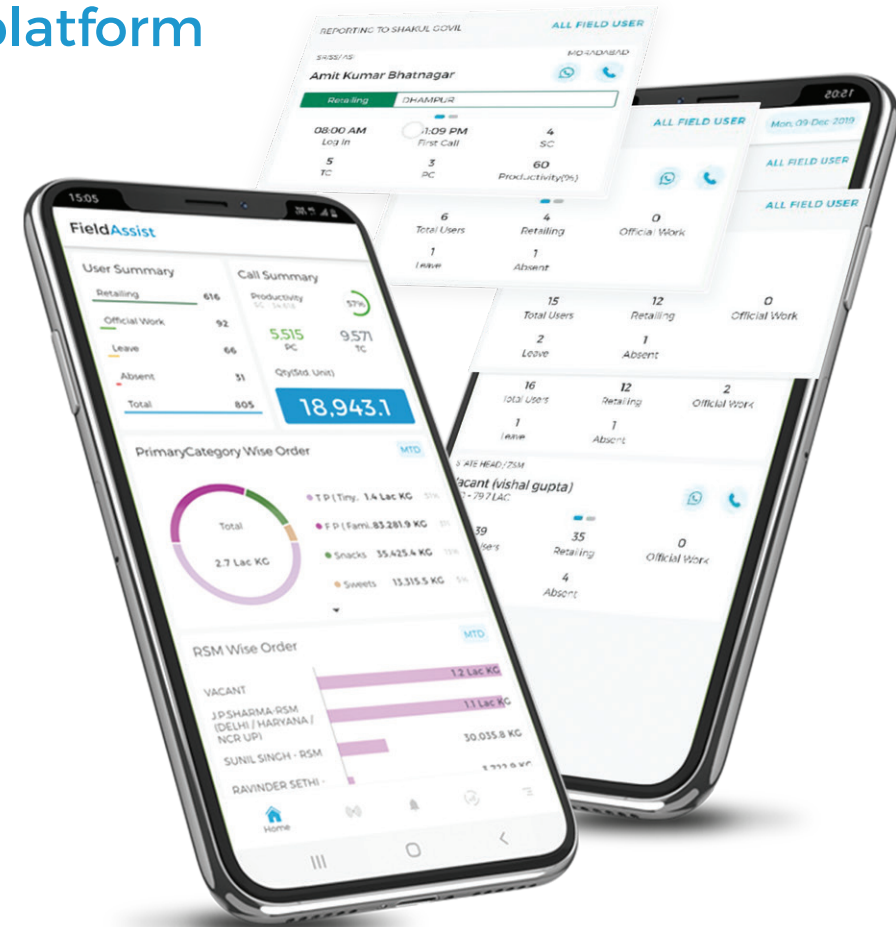 platform
REPORTING TO SHAKUL GOVIL
ALL FIELD USER
MORADABAD
Amit Kumar Bhatnagar
Retailing DHAMPUR
08:00 AM
Log In
First Call
4
SC
5
TC
3
PC
60
Productivity(%)
20:21
ALL FIELD USER
Mon, 09-Dec-2019
ALL FIELD USER
ALL FIELD USER
6
Total Users
4
Retailing
0
Official Work
1
Leave
1
Absent
15
Total Users
12
Retailing
0
Official Work
2
Leave
1
Absent
16
Total Users
12
Retailing
2
Official Work
1
Leave
1
Absent
HEAD/ZSM
(vishal gupta)
79.7 LAC
39
35
Retailing
0
Official Work
4
Absent
15:05
FieldAssist
User Summary
Retailing 616
Official Work 92
Leave 66
Absent 31
Total 805
Call Summary
Productivity
57%
5,515
PC
9,571
TC
Qty(Std. Unit)
18,943.1
PrimaryCategory Wise Order
MTD
Total
2.7 Lac KG
T P ( Tiny. 1.4 Lac KG
F P ( Fami.. 83,281.9 KG
Snacks 35,425.4 KG
Sweets 13,315.5 KG
RSM Wise Order
MTD
VACANT 1.2 Lac KG
J.P.SHARMA-RSM
(DELHI / HARYANA /
NCR UP) 1.1 Lac KG
SUNIL SINGH - RSM 30,035.8 KG
RAVINDER SETHI -
Home